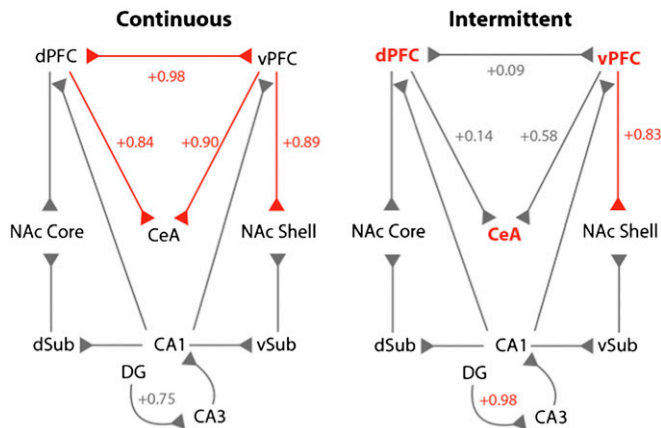 Continuous
Intermittent
dPFC
vPFC
dPFC
vPFC
+0.98
+0.09
+0.84
+0.90
+0.89
+0.14
+0.58
+0.83
NAc Core
CeA
NAc Shell
NAc Core
CeA
NAc Shell
dSub
CA1
vSub
dSub
CA1
vSub
DG
DG
+0.75
CA3
+0.98
CA3